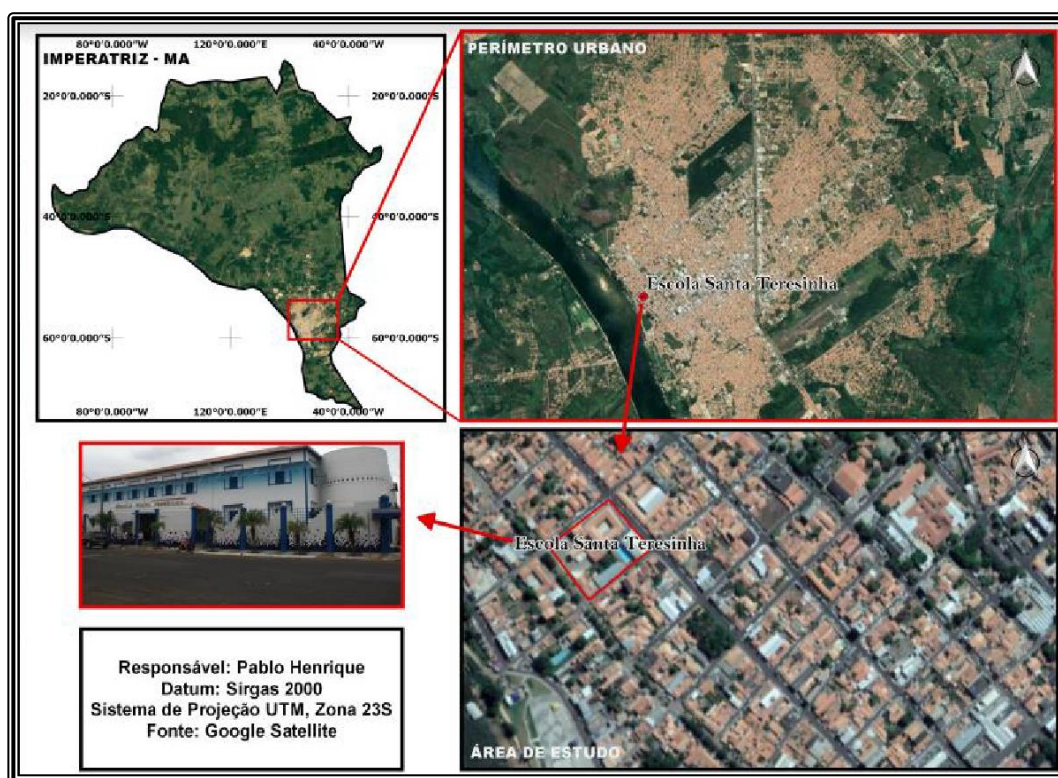 80°0'0.000"S 120°0'0.000"E 40°0'0.000"S
IMPERATRIZ - MA
20°0'0.000"S 20°0'0.000"S
40°0'0.000"S 40°0'0.000"S
60°0'0.000"S 60°0'0.000"S
80°0'0.000"S 120°0'0.000"E 40°0'0.000"S
PERÍMETRO URBANO
Escola Santa Teresinha
Escola Santa Teresinha
ÁREA DE ESTUDO
Responsável: Pablo Henrique
Datum: Sirgas 2000
Sistema de Projeção UTM, Zona 23S
Fonte: Google Satellite